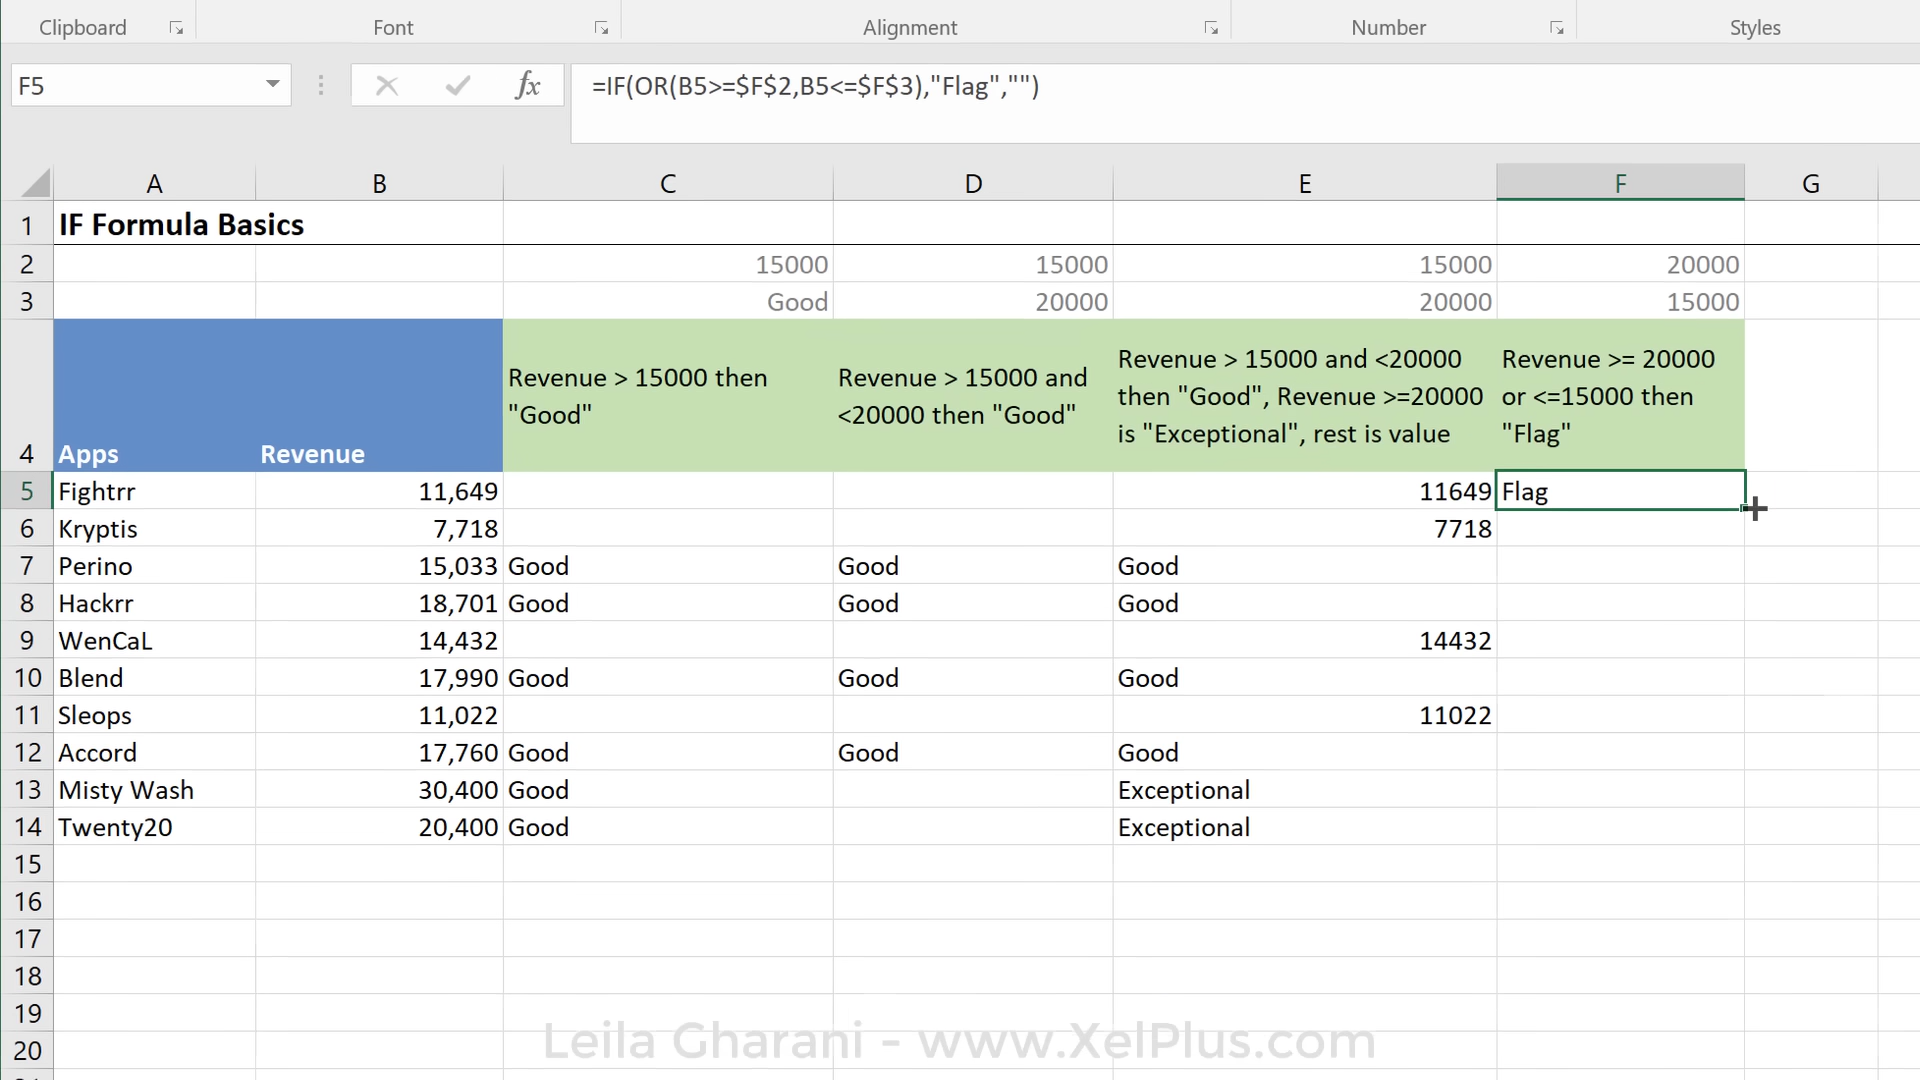 Clipboard Font Alignment Number Styles
F5 fx =IF(OR(B5>=$F$2,B5<=$F$3),"Flag","")
A B C D E F G
1 IF Formula Basics
2 15000 15000 15000 20000
3 Good 20000 20000 15000
4 Apps Revenue
Revenue > 15000 then
"Good"
Revenue > 15000 and
<20000 then "Good"
Revenue > 15000 and <20000
then "Good", Revenue >=20000
is "Exceptional", rest is value
Revenue >= 20000
or <=15000 then
"Flag"
5 Fightrr 11,649 11649 Flag
6 Kryptis 7,718 7718
7 Perino 15,033 Good Good Good
8 Hackrr 18,701 Good Good Good
9 WenCaL 14,432 14432
10 Blend 17,990 Good Good Good
11 Sleops 11,022 11022
12 Accord 17,760 Good Good Good
13 Misty Wash 30,400 Good Exceptional
14 Twenty20 20,400 Good Exceptional
15
16
17
18
19
20
Leila Gharani - www.XelPlus.com